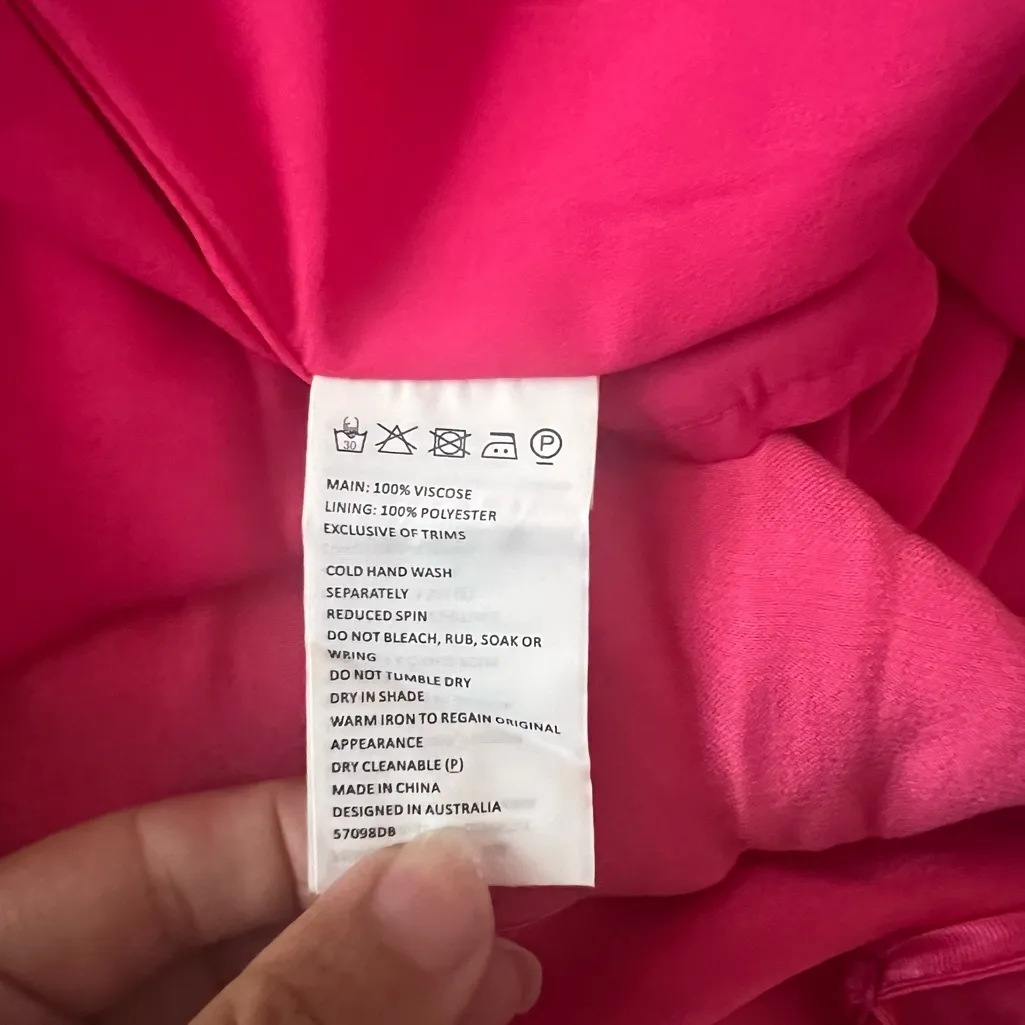 30 P
MAIN: 100% VISCOSE
LINING: 100% POLYESTER
EXCLUSIVE OF TRIMS
COLD HAND WASH
SEPARATELY
REDUCED SPIN
DO NOT BLEACH, RUB, SOAK OR
WRING
DO NOT TUMBLE DRY
DRY IN SHADE
WARM IRON TO REGAIN ORIGINAL
APPEARANCE
DRY CLEANABLE (P)
MADE IN CHINA
DESIGNED IN AUSTRALIA
57098DB